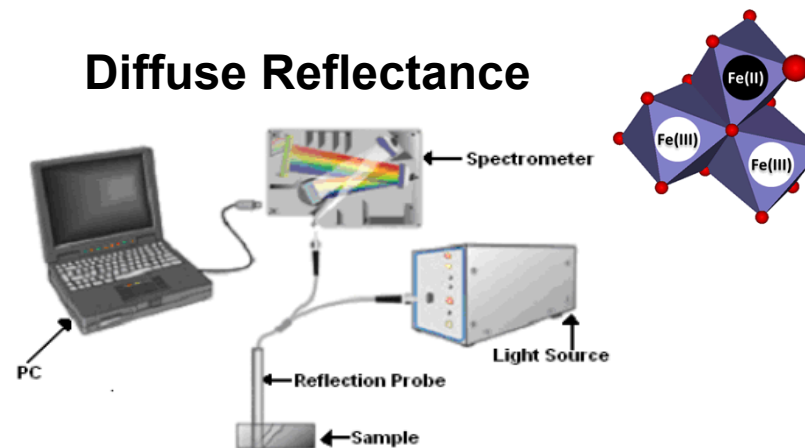 Diffuse Reflectance
Fe(II)
Fe(III)
Fe(III)
Spectrometer
Light Source
PC
Reflection Probe
Sample